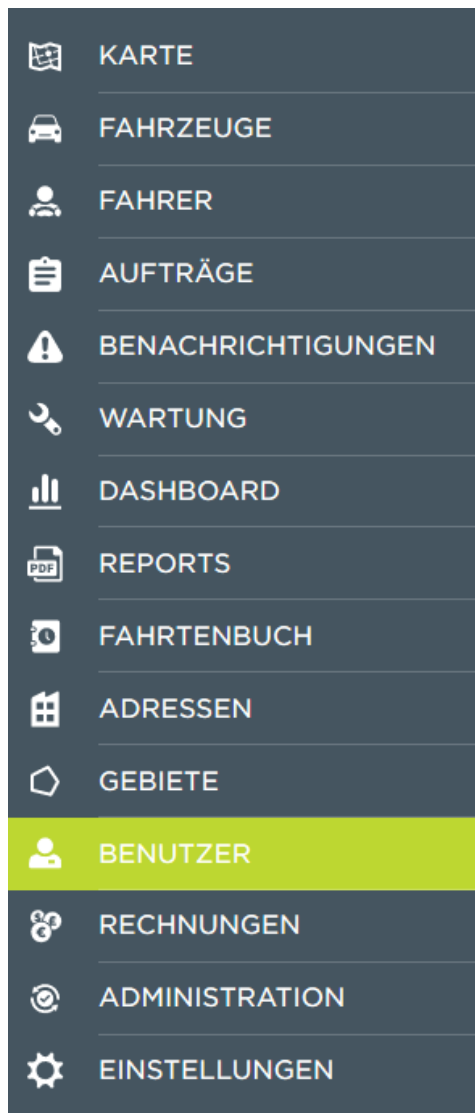 KARTE
FAHRZEUGE
FAHRER
AUFTRÄGE
BENACHRICHTIGUNGEN
WARTUNG
DASHBOARD
PDF REPORTS
FAHRTENBUCH
ADRESSEN
GEBIETE
BENUTZER
RECHNUNGEN
ADMINISTRATION
EINSTELLUNGEN